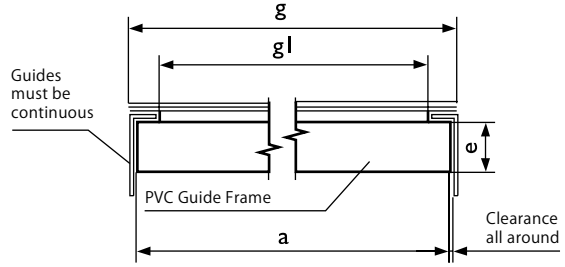 g
gl
Guides
must be
continuous
e
PVC Guide Frame
a
Clearance
all around